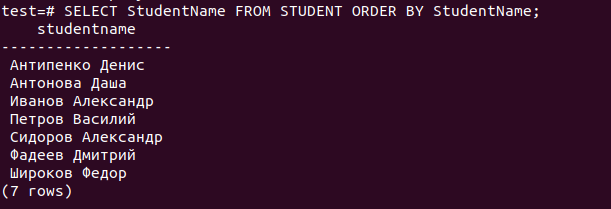 test=# SELECT StudentName FROM STUDENT ORDER BY StudentName;
studentname
-------------------
Антипенко Денис
Антонова Даша
Иванов Александр
Петров Василий
Сидоров Александр
Фадеев Дмитрий
Широков Федор
(7 rows)